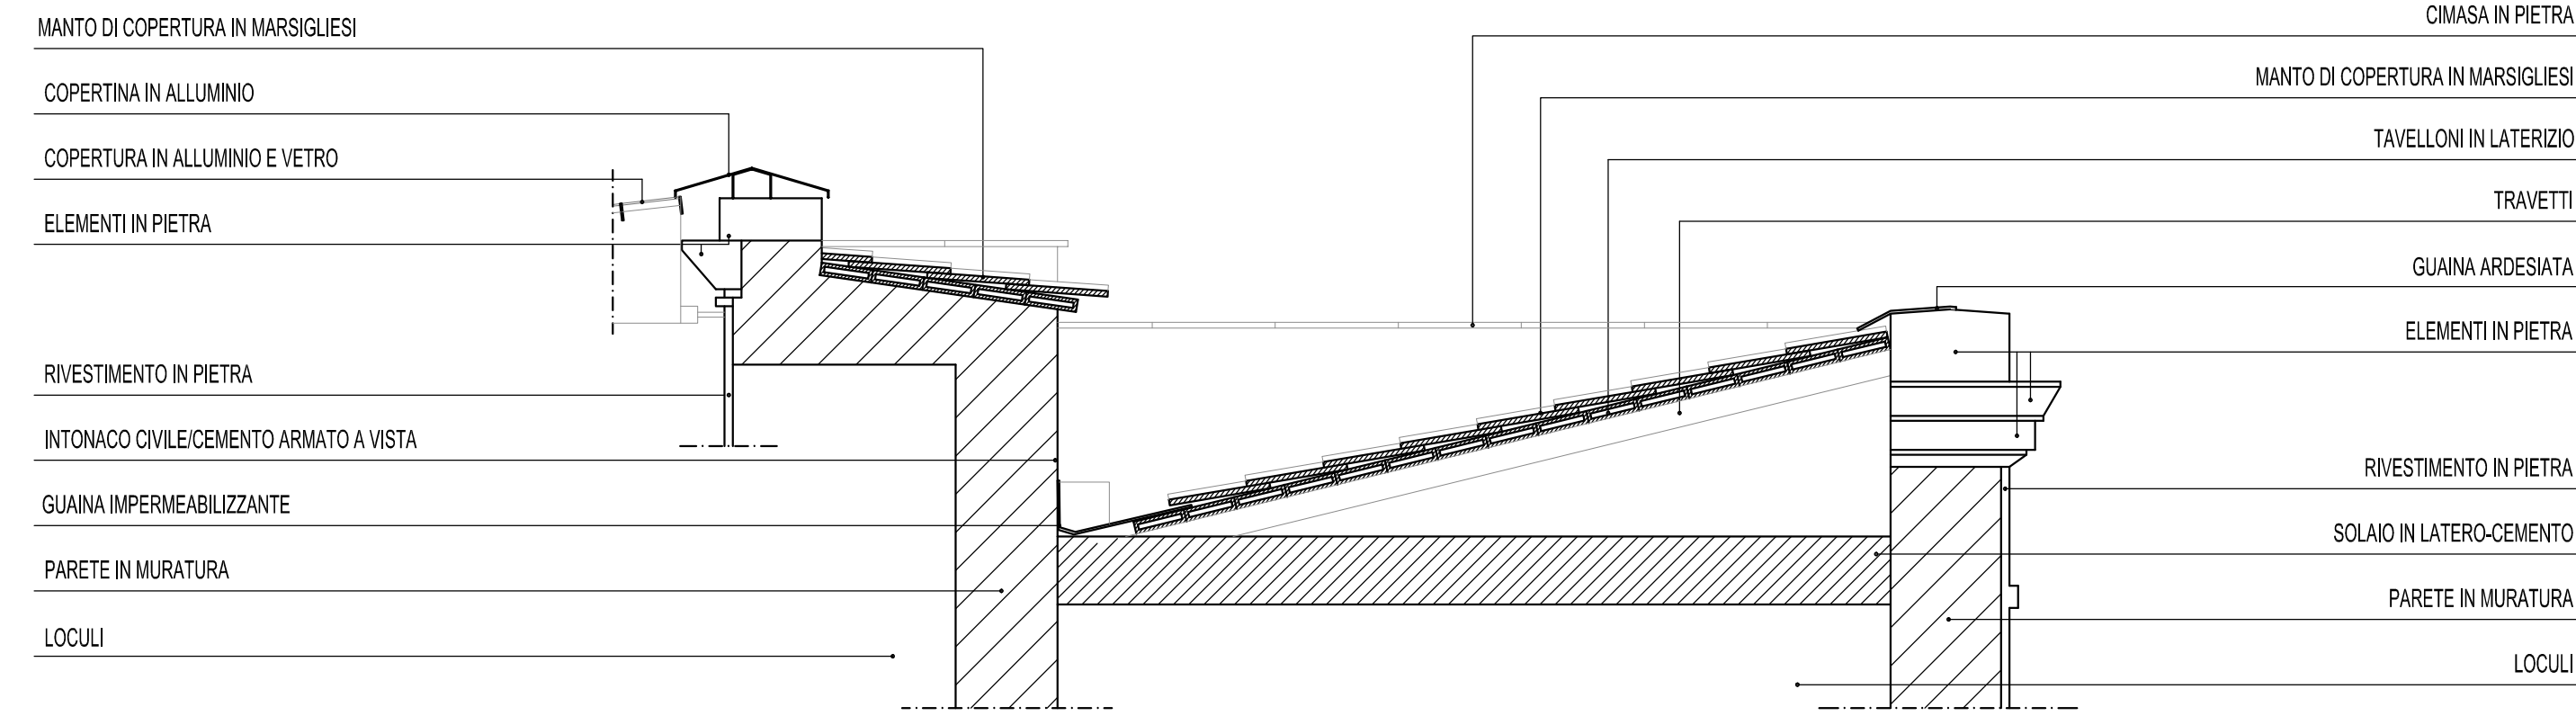 MANTO DI COPERTURA IN MARSIGLIESI
COPERTINA IN ALLUMINIO
COPERTURA IN ALLUMINIO E VETRO
ELEMENTI IN PIETRA
RIVESTIMENTO IN PIETRA
INTONACO CIVILE/CEMENTO ARMATO A VISTA
GUAINA IMPERMEABILIZZANTE
PARETE IN MURATURA
LOCULI
CIMASA IN PIETRA
MANTO DI COPERTURA IN MARSIGLIESI
TAVELLONI IN LATERIZIO
TRAVETTI
GUAINA ARDESIATA
ELEMENTI IN PIETRA
RIVESTIMENTO IN PIETRA
SOLAIO IN LATERO-CEMENTO
PARETE IN MURATURA
LOCULI